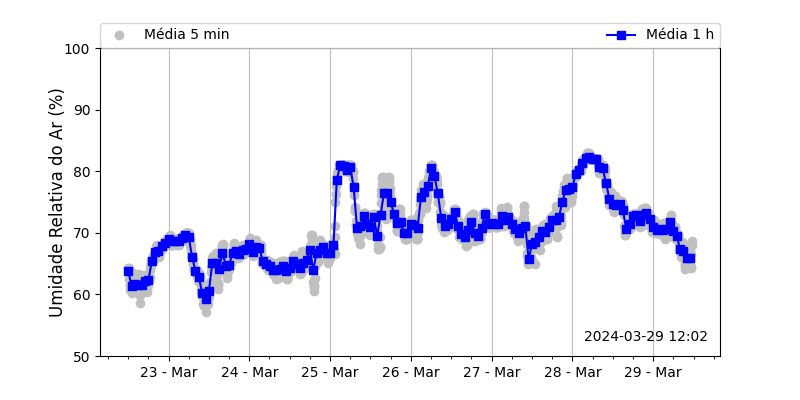 Média 5 min
Média 1 h
Umidade Relativa do Ar (%)
100
90
80
70
60
50
2024-03-29 12:02
23 - Mar
24 - Mar
25 - Mar
26 - Mar
27 - Mar
28 - Mar
29 - Mar